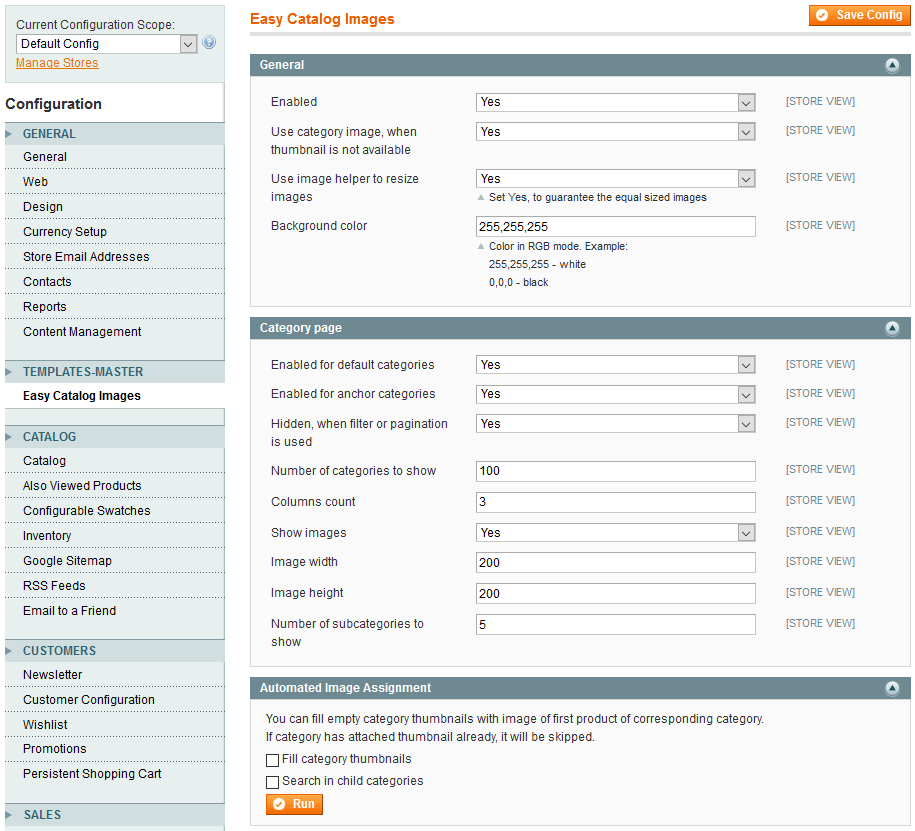 Current Configuration Scope:
Default Config
Manage Stores
Configuration
GENERAL
General
Web
Design
Currency Setup
Store Email Addresses
Contacts
Reports
Content Management
TEMPLATES-MASTER
Easy Catalog Images
CATALOG
Catalog
Also Viewed Products
Configurable Swatches
Inventory
Google Sitemap
RSS Feeds
Email to a Friend
CUSTOMERS
Newsletter
Customer Configuration
Wishlist
Promotions
Persistent Shopping Cart
SALES
Easy Catalog Images
Save Config
General
Enabled
Yes
[STORE VIEW]
Use category image, when
thumbnail is not available
Yes
[STORE VIEW]
Use image helper to resize
images
Yes
[STORE VIEW]
Set Yes, to guarantee the equal sized images
Background color
255,255,255
[STORE VIEW]
Color in RGB mode. Example:
255,255,255 - white
0,0,0 - black
Category page
Enabled for default categories
Yes
[STORE VIEW]
Enabled for anchor categories
Yes
[STORE VIEW]
Hidden, when filter or pagination
is used
Yes
[STORE VIEW]
Number of categories to show
100
[STORE VIEW]
Columns count
3
[STORE VIEW]
Show images
Yes
[STORE VIEW]
Image width
200
[STORE VIEW]
Image height
200
[STORE VIEW]
Number of subcategories to
show
5
[STORE VIEW]
Automated Image Assignment
You can fill empty category thumbnails with image of first product of corresponding category.
If category has attached thumbnail already, it will be skipped.
Fill category thumbnails
Search in child categories
Run